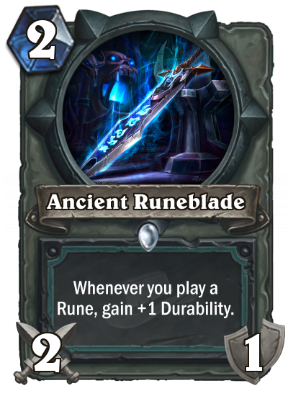 2
Ancient Runeblade
Whenever you play a
Rune, gain +1 Durability.
2
1